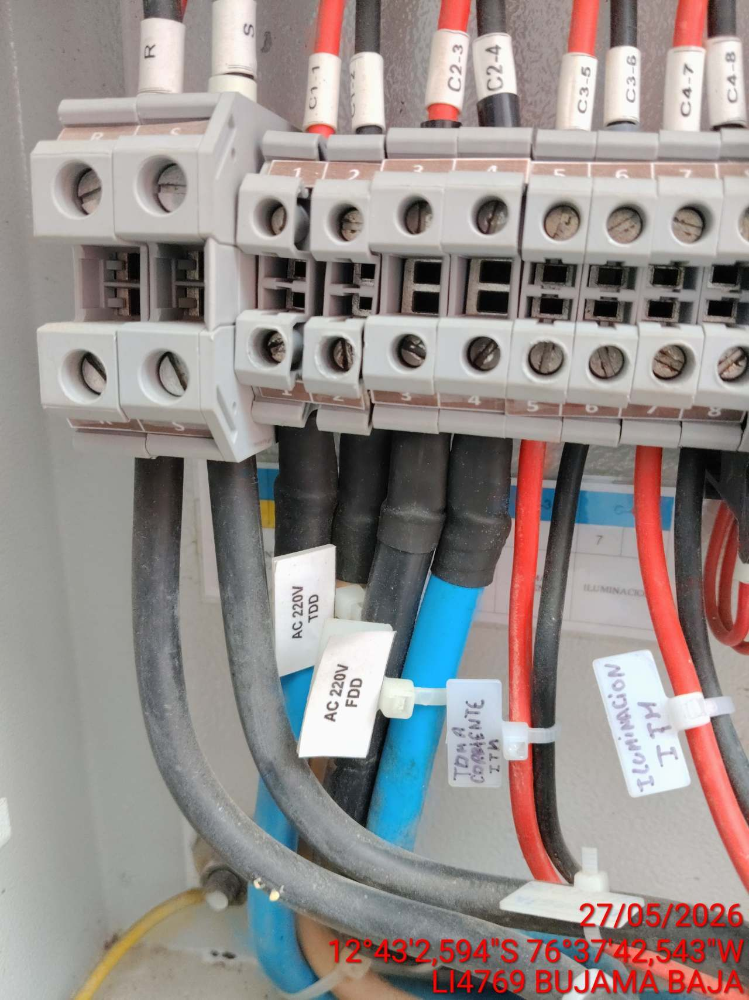 R
S
C1-1
C1-2
C2-3
C2-4
C3-5
C3-6
C4-7
C4-8
R S
1 2 3 4 5 6 7
1 2 3 4 5 6 7 8
S
7
ILUMINACIO
AC 220V
TDD
AC 220V
FDD
TOMA
CORRIENTE
ITM
ILUMINACION
ITM
27/05/2026
12°43'2,594"S 76°37'42,543"W
LI4769 BUJAMA BAJA